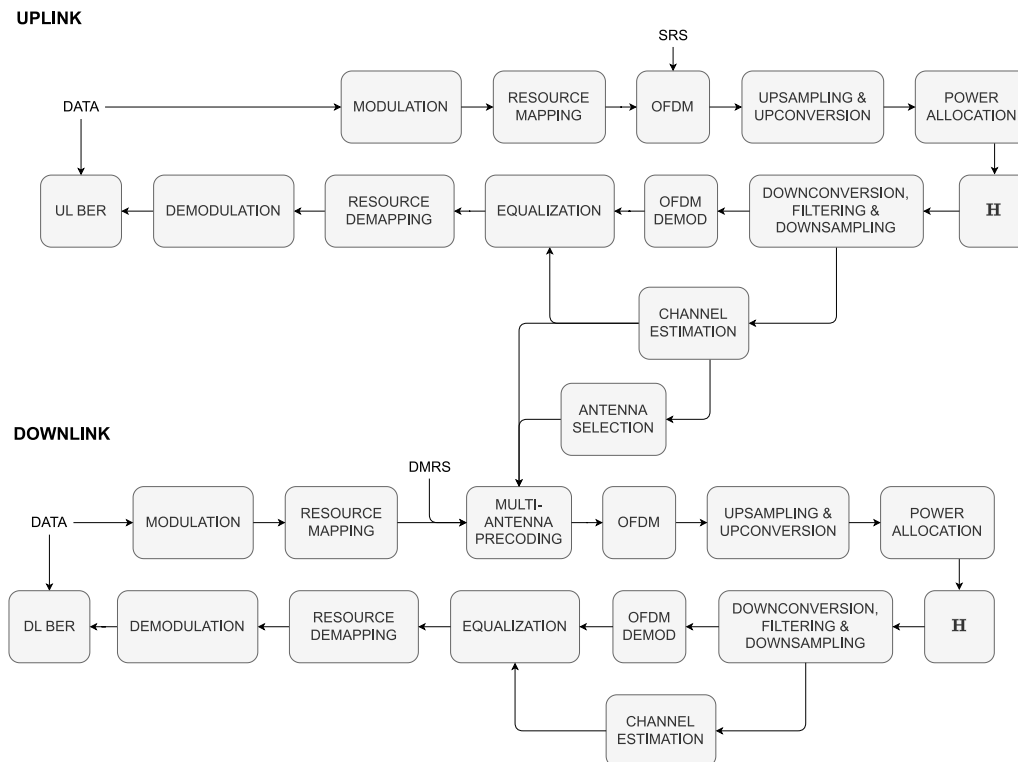 UPLINK
SRS
DATA
MODULATION
RESOURCE
MAPPING
OFDM
UPSAMPLING &
UPCONVERSION
POWER
ALLOCATION
UL BER
DEMODULATION
RESOURCE
DEMAPPING
EQUALIZATION
OFDM
DEMOD
DOWNCONVERSION,
FILTERING &
DOWNSAMPLING
H
CHANNEL
ESTIMATION
ANTENNA
SELECTION
DOWNLINK
DMRS
DATA
MODULATION
RESOURCE
MAPPING
MULTI-
ANTENNA
PRECODING
OFDM
UPSAMPLING &
UPCONVERSION
POWER
ALLOCATION
DL BER
DEMODULATION
RESOURCE
DEMAPPING
EQUALIZATION
OFDM
DEMOD
DOWNCONVERSION,
FILTERING &
DOWNSAMPLING
H
CHANNEL
ESTIMATION